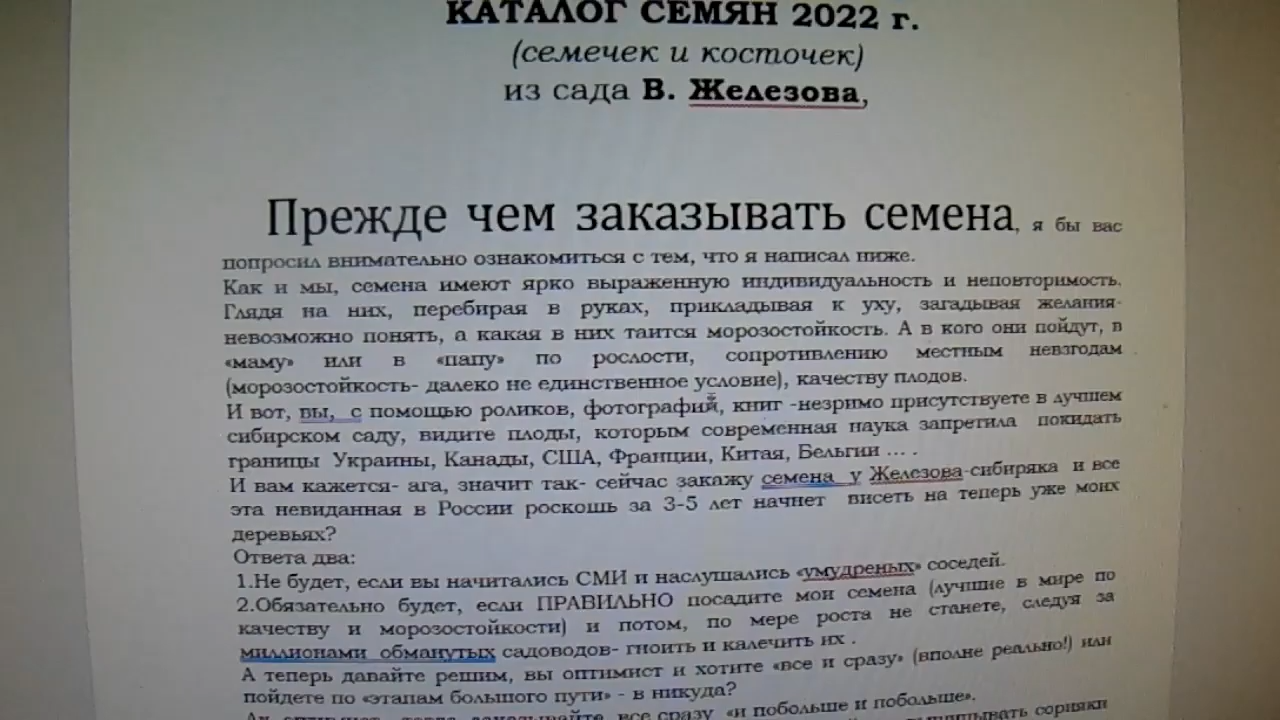 КАТАЛОГ СЕМЯН 2022 г.
(семечек и косточек)
из сада В. Железова,
Прежде чем заказывать семена, я бы вас
попросил внимательно ознакомиться с тем, что я написал ниже.
Как и мы, семена имеют ярко выраженную индивидуальность и неповторимость.
Глядя на них, перебирая в руках, прикладывая к уху, загадывая желания-
невозможно понять, а какая в них таится морозостойкость. А в кого они пойдут, в
«маму» или в «папу» по рослости, сопротивлению местным невзгодам
(морозостойкость- далеко не единственное условие), качеству плодов.
И вот, вы, с помощью роликов, фотографий, книг -незримо присутствуете в лучшем
сибирском саду, видите плоды, которым современная наука запретила покидать
границы Украины, Канады, США, Франции, Китая, Бельгии ... .
И вам кажется- ага, значит так- сейчас закажу семена у Железова-сибиряка и все
эта невиданная в России роскошь за 3-5 лет начнет висеть на теперь уже моих
деревьях?
Ответа два:
1.Не будет, если вы начитались СМИ и наслушались «умудреных» соседей.
2.Обязательно будет, если ПРАВИЛЬНО посадите мои семена (лучшие в мире по
качеству и морозостойкости) и потом, по мере роста не станете, следуя за
миллионами обманутых садоводов- гноить и калечить их .
А теперь давайте решим, вы оптимист и хотите «все и сразу» (вполне реально!) или
пойдете по «этапам большого пути» - в никуда?
все сразу «и побольше и побольше».
сорняки